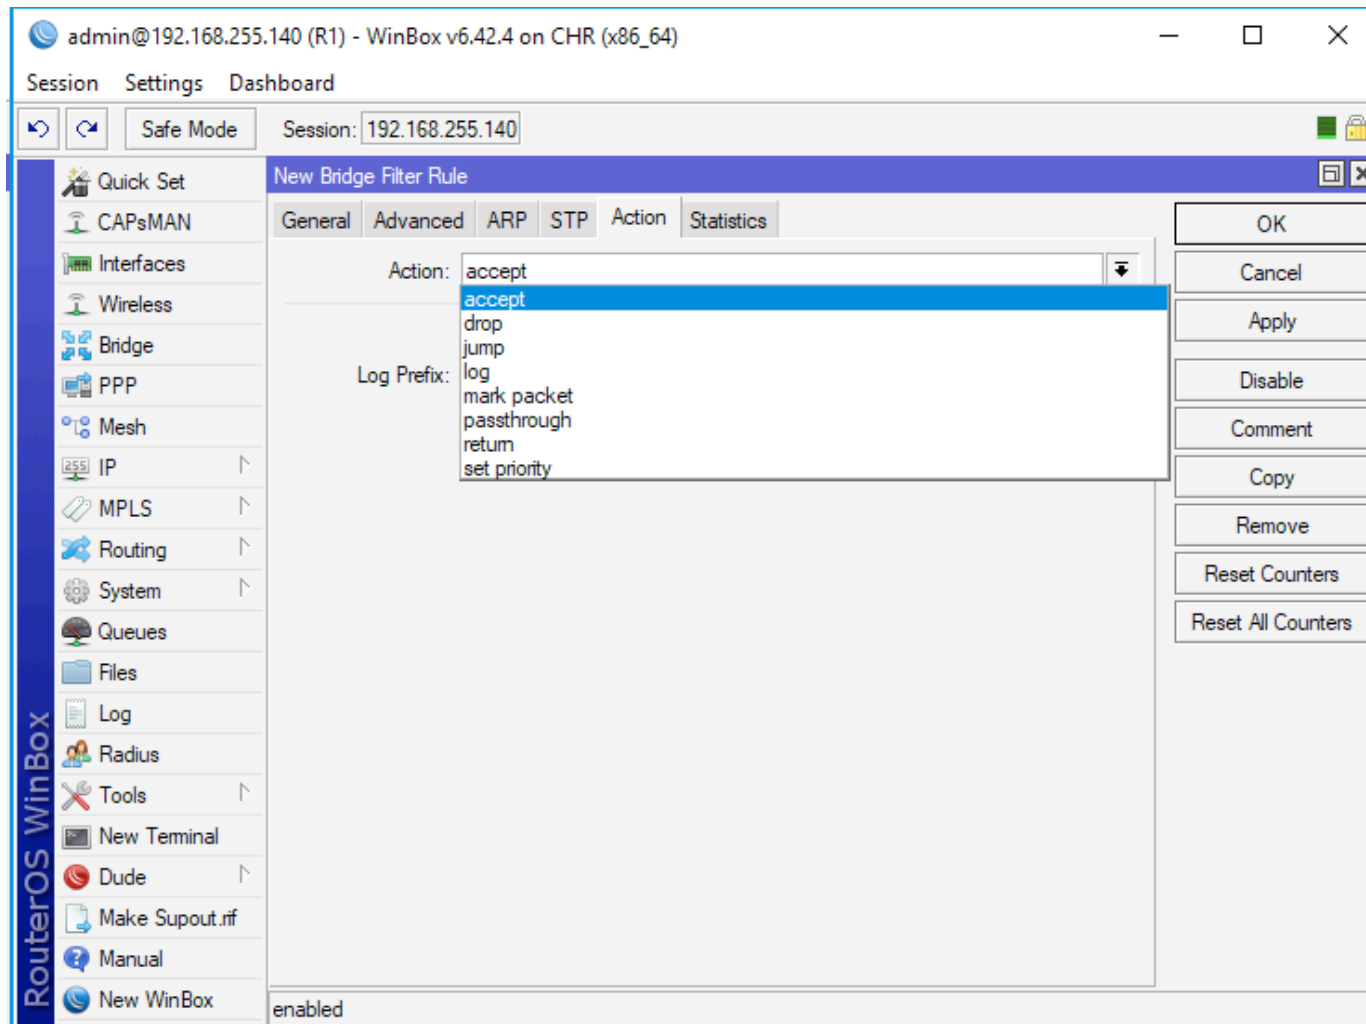 admin@192.168.255.140 (R1) - WinBox v6.42.4 on CHR (x86_64)
Session Settings Dashboard
Safe Mode Session: 192.168.255.140
Quick Set
CAPsMAN
Interfaces
Wireless
Bridge
PPP
Mesh
255 IP
MPLS
Routing
System
Queues
Files
Log
Radius
Tools
New Terminal
Dude
Make Supout.rif
Manual
New WinBox
RouterOS WinBox
New Bridge Filter Rule
General Advanced ARP STP Action Statistics
Action: accept
accept
drop
jump
Log Prefix: log
mark packet
passthrough
return
set priority
OK
Cancel
Apply
Disable
Comment
Copy
Remove
Reset Counters
Reset All Counters
enabled